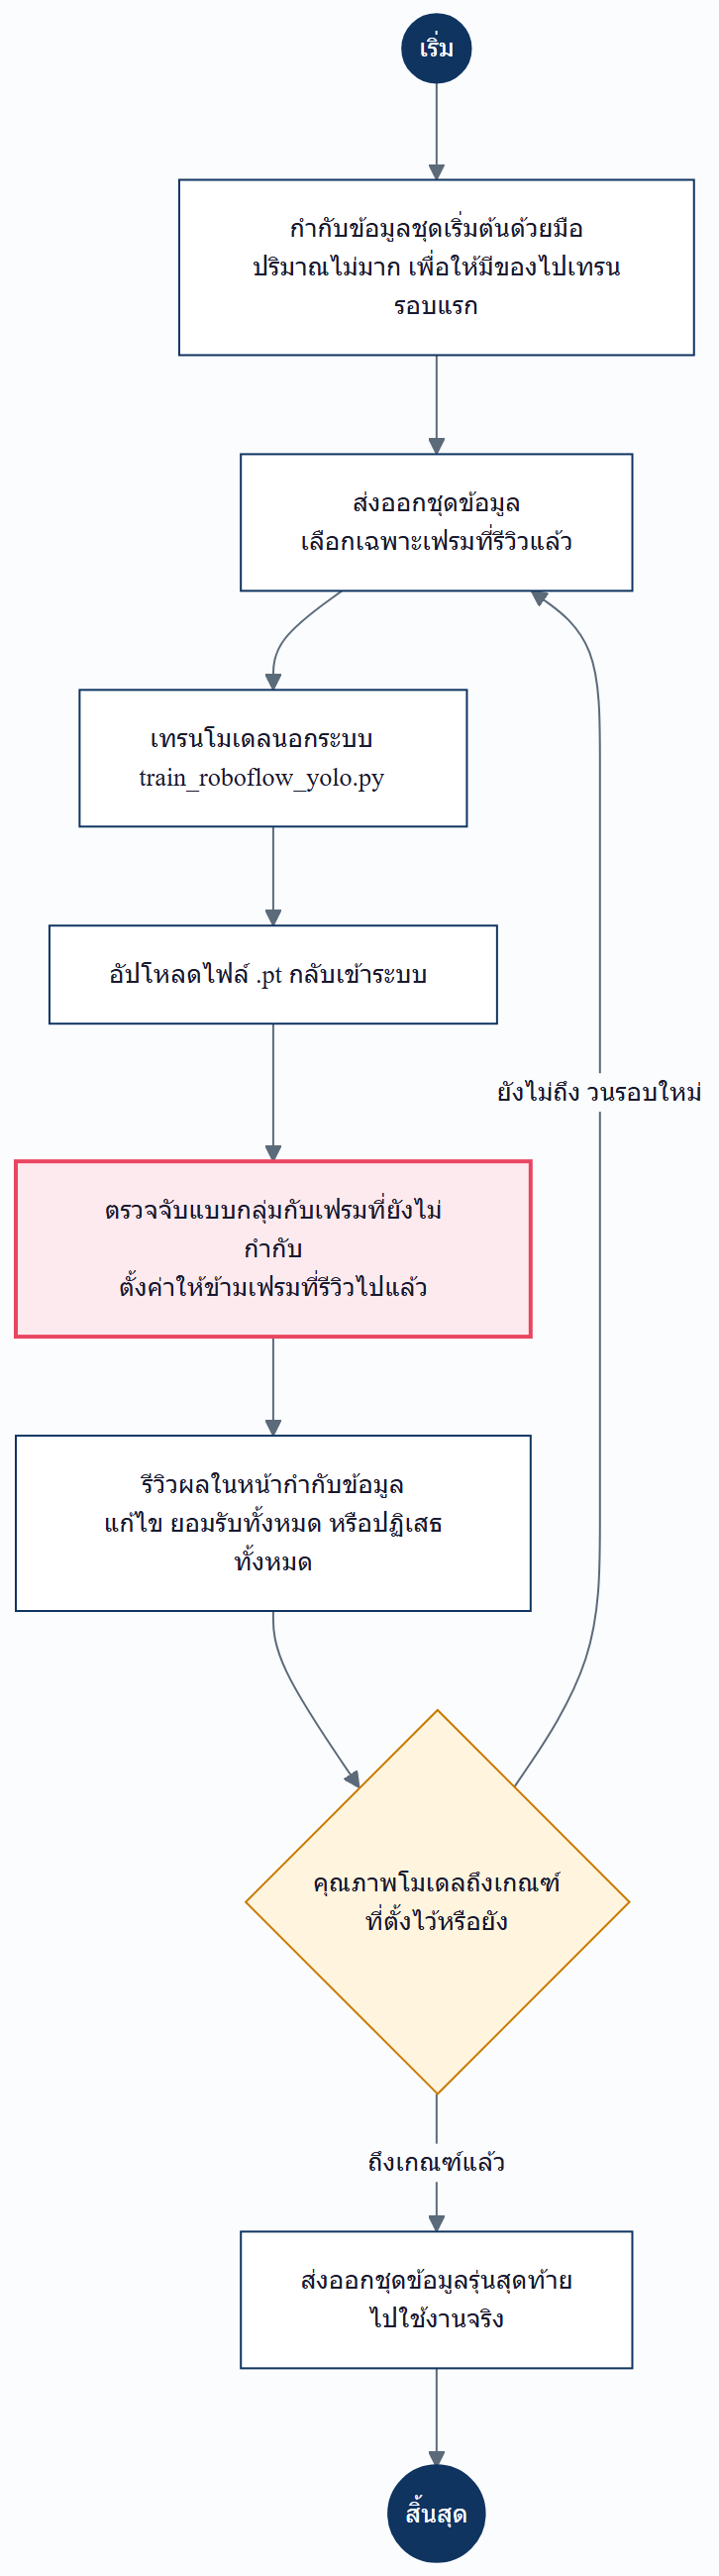 เริ่ม
กำกับข้อมูลชุดเริ่มต้นด้วยมือ
ปริมาณไม่มาก เพื่อให้มีของไปเทรน
รอบแรก
ส่งออกชุดข้อมูล
เลือกเฉพาะเฟรมที่รีวิวแล้ว
เทรนโมเดลนอกระบบ
train_roboflow_yolo.py
อัปโหลดไฟล์ .pt กลับเข้าระบบ
ยังไม่ถึง วนรอบใหม่
ตรวจจับแบบกลุ่มกับเฟรมที่ยังไม่
กำกับ
ตั้งค่าให้ข้ามเฟรมที่รีวิวไปแล้ว
รีวิวผลในหน้ากำกับข้อมูล
แก้ไข ยอมรับทั้งหมด หรือปฏิเสธ
ทั้งหมด
คุณภาพโมเดลถึงเกณฑ์
ที่ตั้งไว้หรือยัง
ถึงเกณฑ์แล้ว
ส่งออกชุดข้อมูลรุ่นสุดท้าย
ไปใช้งานจริง
สิ้นสุด